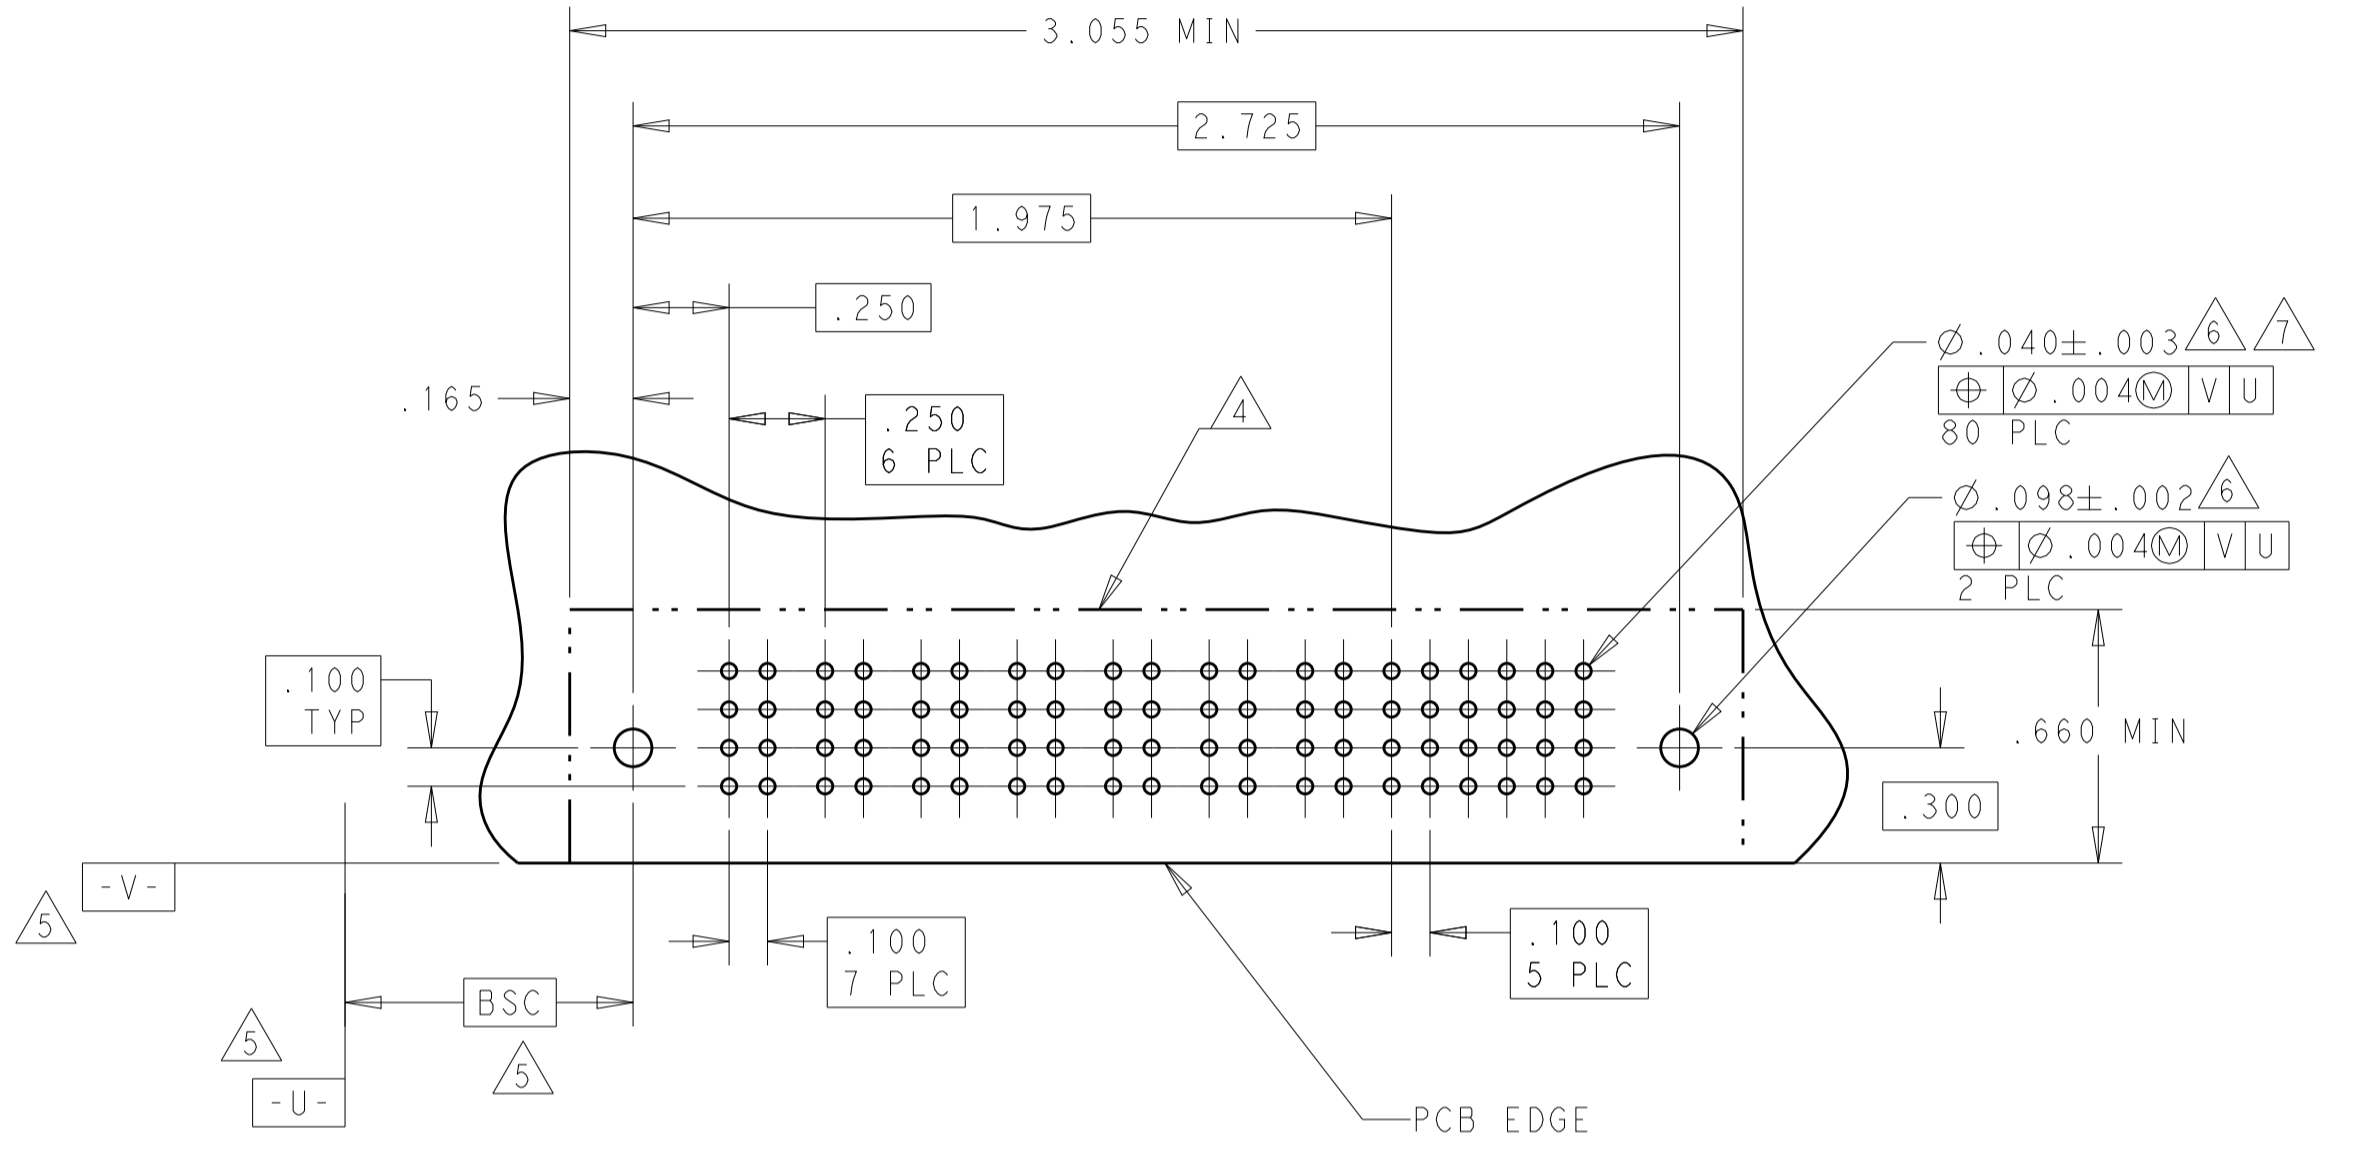 3.055 MIN
2.725
1.975
.250
.165
.250
6 PLC
4
Ø.040±.003 6 7
⌖ Ø.004Ⓜ V U
80 PLC
Ø.098±.002 6
⌖ Ø.004Ⓜ V U
2 PLC
.100
TYP
.660 MIN
.300
-V-
5
.100
7 PLC
.100
5 PLC
BSC
5
5
-U-
PCB EDGE